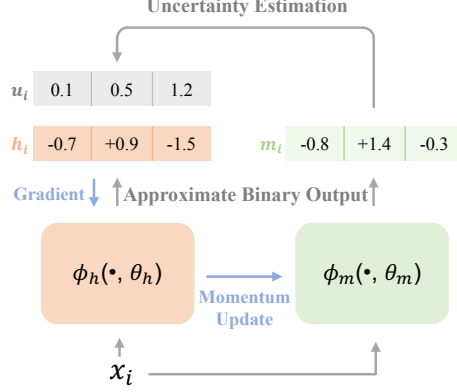 Uncertainty Estimation
u_i 0.1 0.5 1.2
h_i -0.7 +0.9 -1.5
m_i -0.8 +1.4 -0.3
Gradient
Approximate Binary Output
ϕ_h(•, θ_h)
ϕ_m(•, θ_m)
Momentum
Update
x_i